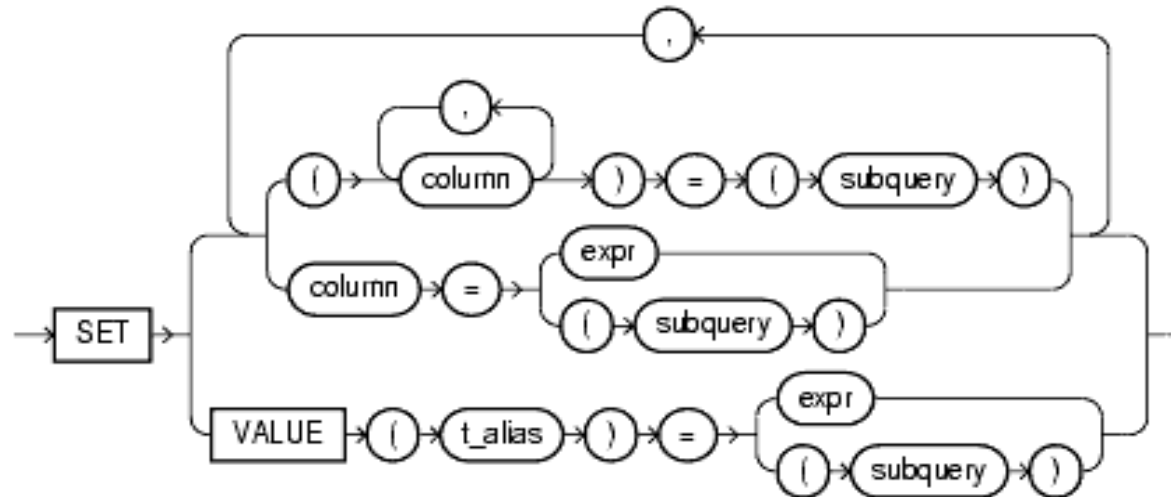 ,
,
( column ) = ( subquery )
expr
column =
( subquery )
SET
expr
VALUE ( t_alias ) =
( subquery )